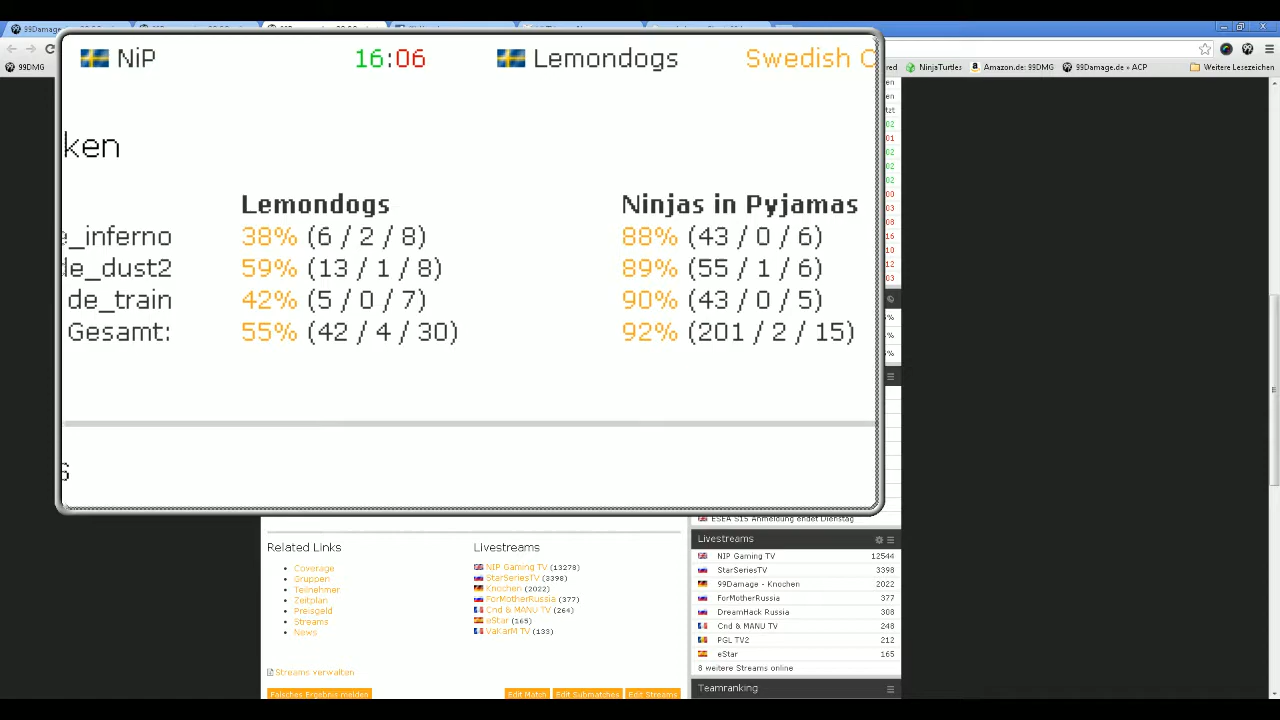 99Damage
99DMG
NinjaTurtles
Amazon.de: 99DMG
99Damage.de » ACP
Weitere Lesezeichen
NiP 16:06 Lemondogs Swedish
ken
Lemondogs Ninjas in Pyjamas
_inferno 38% (6 / 2 / 8) 88% (43 / 0 / 6)
de_dust2 59% (13 / 1 / 8) 89% (55 / 1 / 6)
de_train 42% (5 / 0 / 7) 90% (43 / 0 / 5)
Gesamt: 55% (42 / 4 / 30) 92% (201 / 2 / 15)
ESEA S15 Anmeldung endet Dienstag
Related Links
Coverage
Gruppen
Teilnehmer
Zeitplan
Preisgeld
Streams
News
Streams verwalten
Falsches Ergebnis melden
Livestreams
NIP Gaming TV (13278)
StarSeriesTV (3398)
Knochen (2022)
ForMotherRussia (377)
Cnd & MANU TV (264)
eStar (165)
VaKarM TV (133)
Edit Match Edit Submatches Edit Streams
Livestreams
NIP Gaming TV 12544
StarSeriesTV 3398
99Damage - Knochen 2022
ForMotherRussia 377
DreamHack Russia 308
Cnd & MANU TV 248
PGL TV2 212
eStar 165
8 weitere Streams online
Teamranking